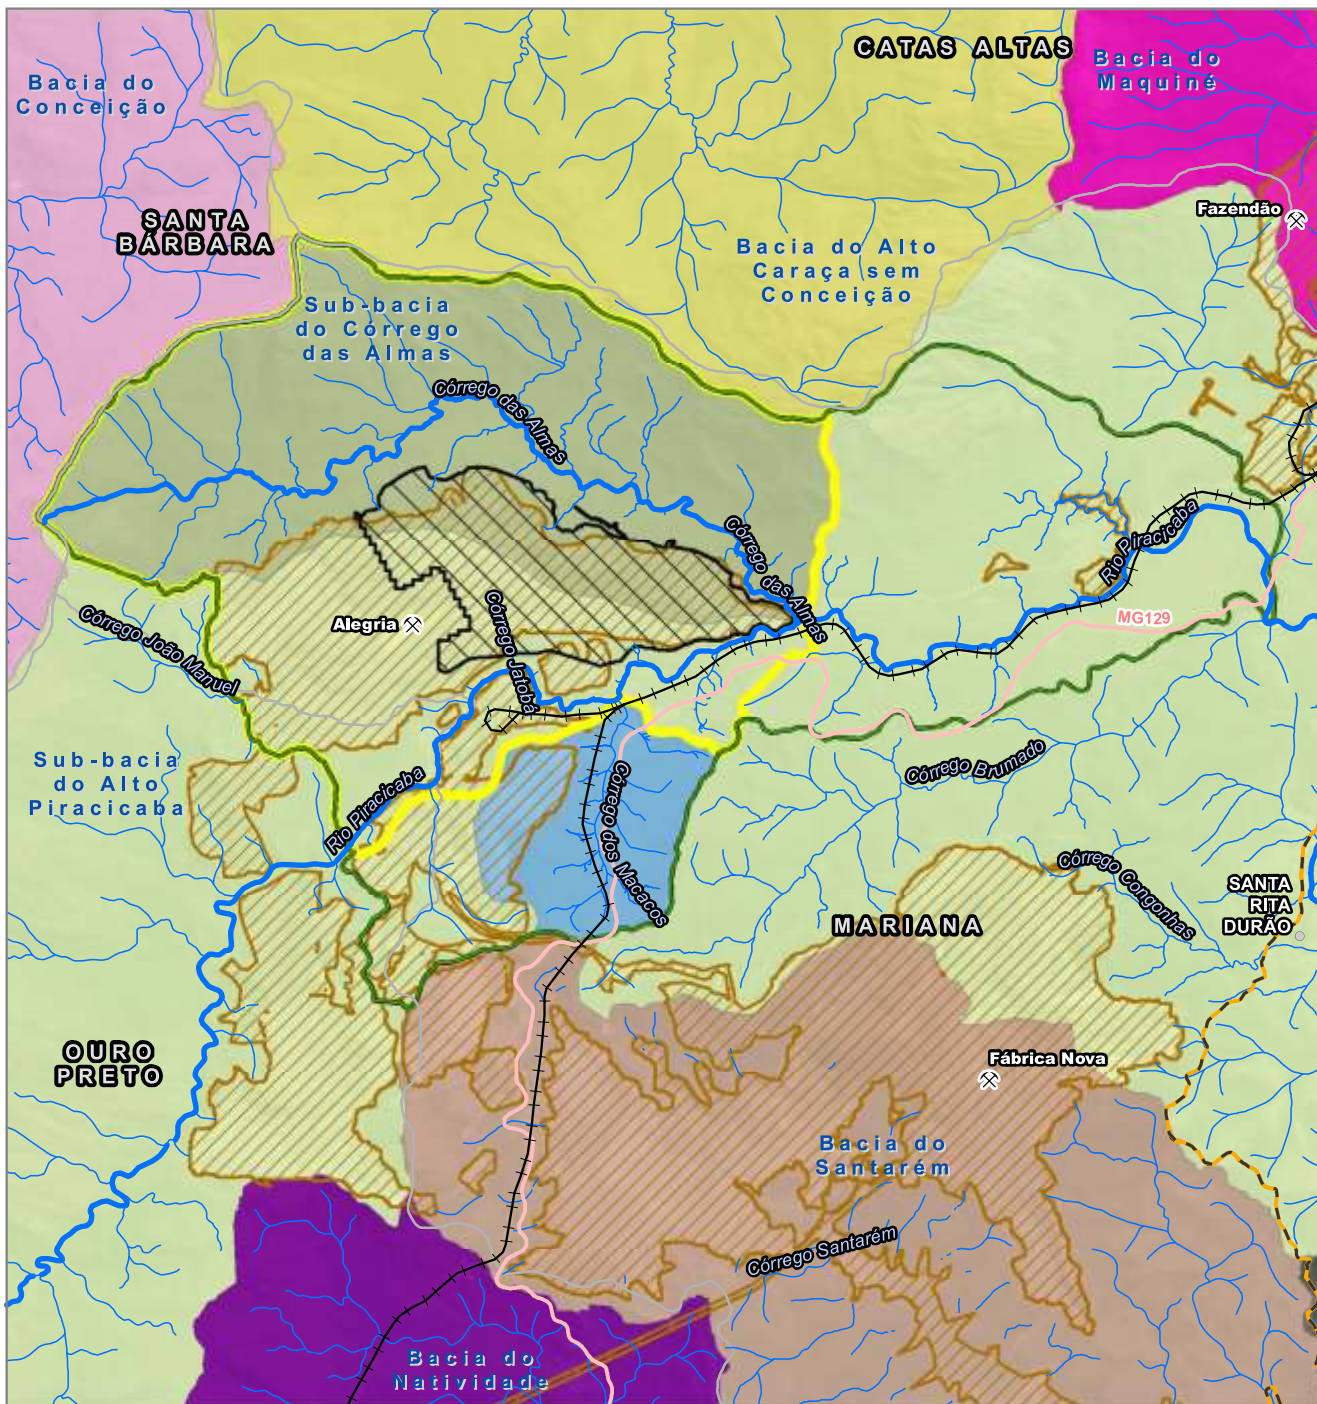 CATAS ALTAS
Bacia do
Maquiné
Bacia do
Conceição
SANTA
BÁRBARA
Fazendão
Bacia do Alto
Caraça sem
Conceição
Sub-bacia
do Córrego
das Almas
Córrego das Almas
Córrego das Almas
Rio Piracicaba
Alegria
Córrego Jatobá
MG129
Córrego João Manuel
Sub-bacia
do Alto
Piracicaba
Rio Piracicaba
Córrego dos Macacos
Córrego Brumado
Córrego Congonhas
SANTA
RITA
DURÃO
MARIANA
OURO
PRETO
Fábrica Nova
Bacia do
Santarém
Córrego Santarém
Bacia do
Natividade